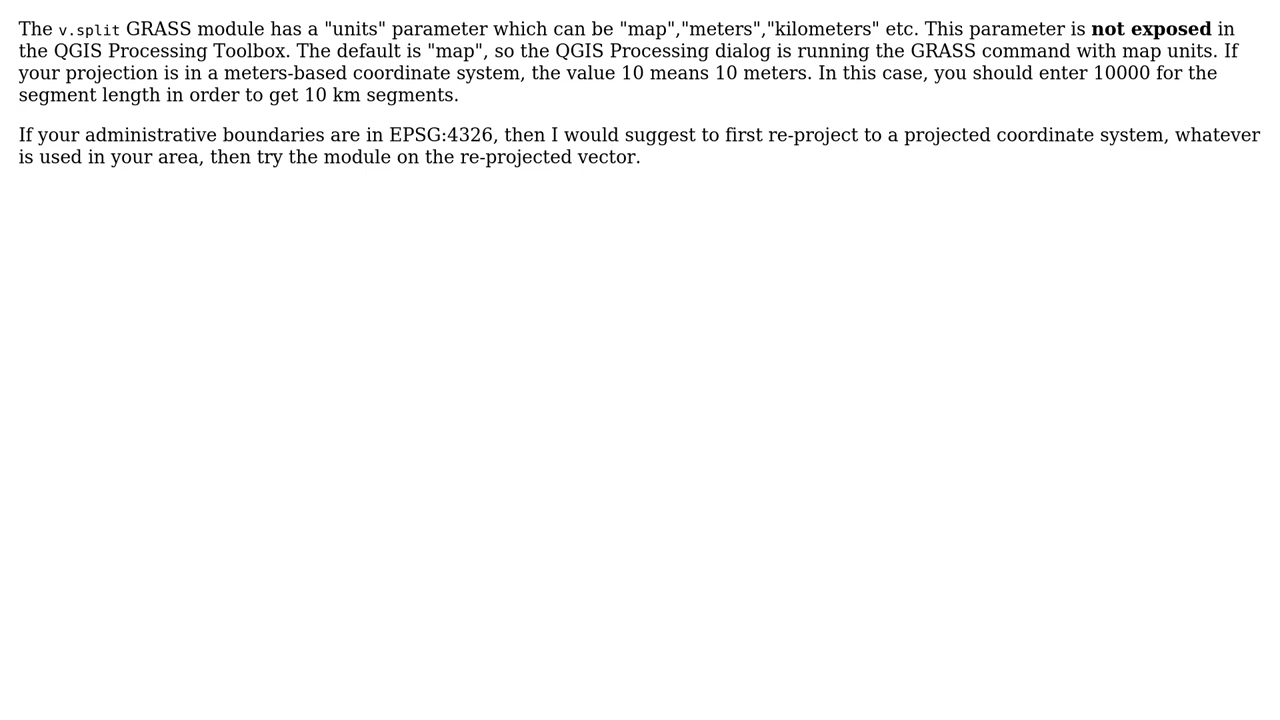 The v.split GRASS module has a "units" parameter which can be "map","meters","kilometers" etc. This parameter is not exposed in
the QGIS Processing Toolbox. The default is "map", so the QGIS Processing dialog is running the GRASS command with map units. If
your projection is in a meters-based coordinate system, the value 10 means 10 meters. In this case, you should enter 10000 for the
segment length in order to get 10 km segments.
If your administrative boundaries are in EPSG:4326, then I would suggest to first re-project to a projected coordinate system, whatever
is used in your area, then try the module on the re-projected vector.